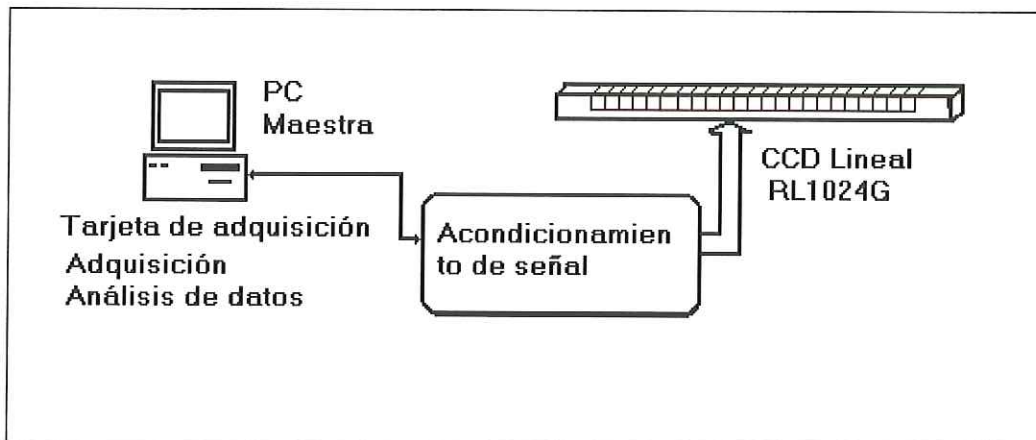 PC
Maestra
CCD Lineal
RL1024G
Tarjeta de adquisición
Adquisición
Análisis de datos
Acondicionamien
to de señal